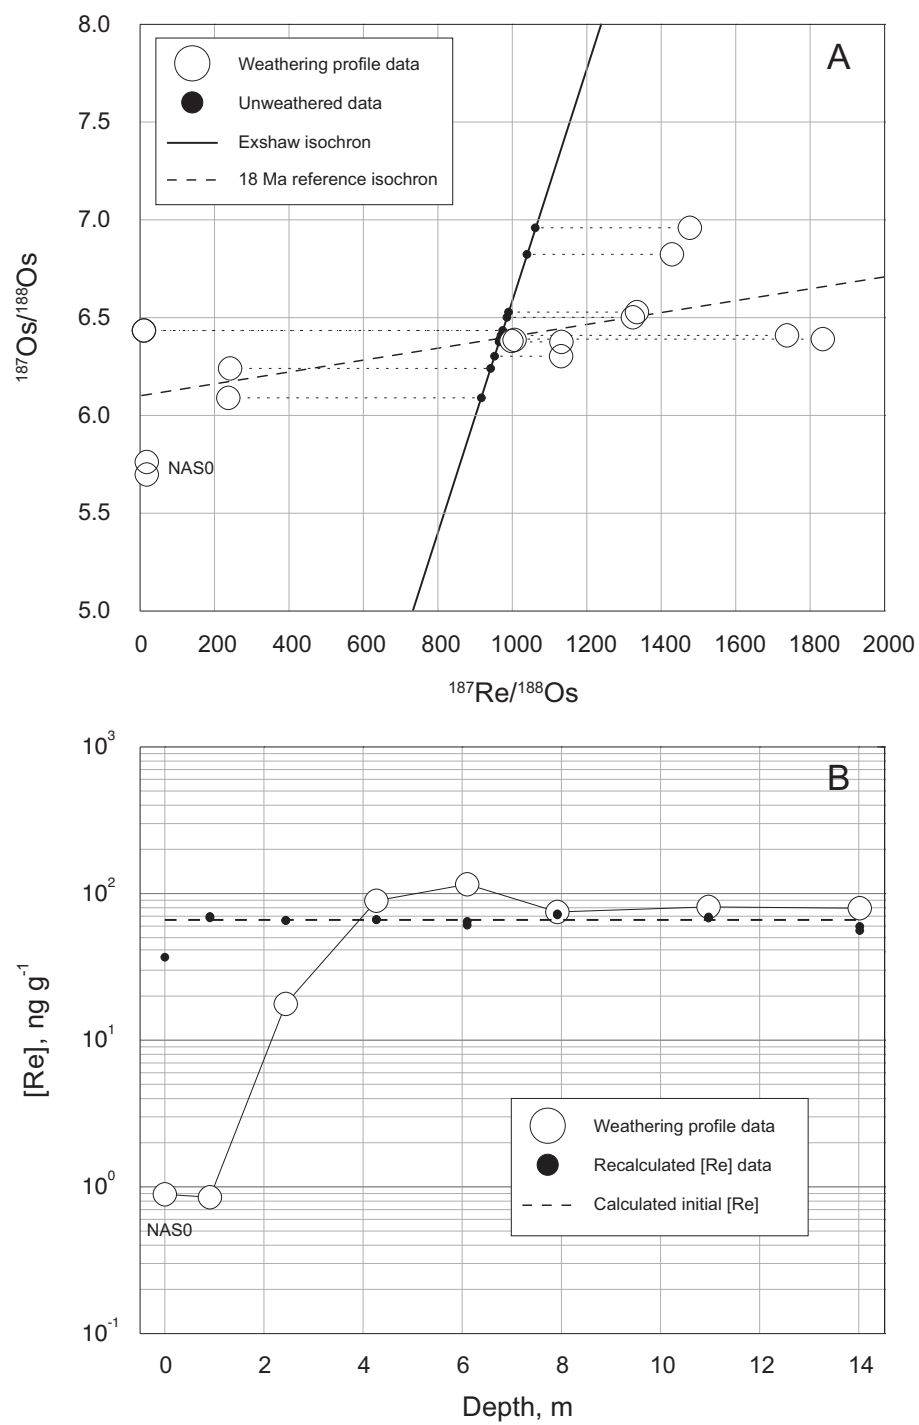 8.0
A
Weathering profile data
Unweathered data
Exshaw isochron
18 Ma reference isochron
7.5
7.0
6.5
6.0
5.5
5.0
¹⁸⁷Os/¹⁸⁸Os
NAS0
0 200 400 600 800 1000 1200 1400 1600 1800 2000
¹⁸⁷Re/¹⁸⁸Os
10³
B
10²
10¹
10⁰
10⁻¹
[Re], ng g⁻¹
Weathering profile data
Recalculated [Re] data
Calculated initial [Re]
NAS0
0 2 4 6 8 10 12 14
Depth, m